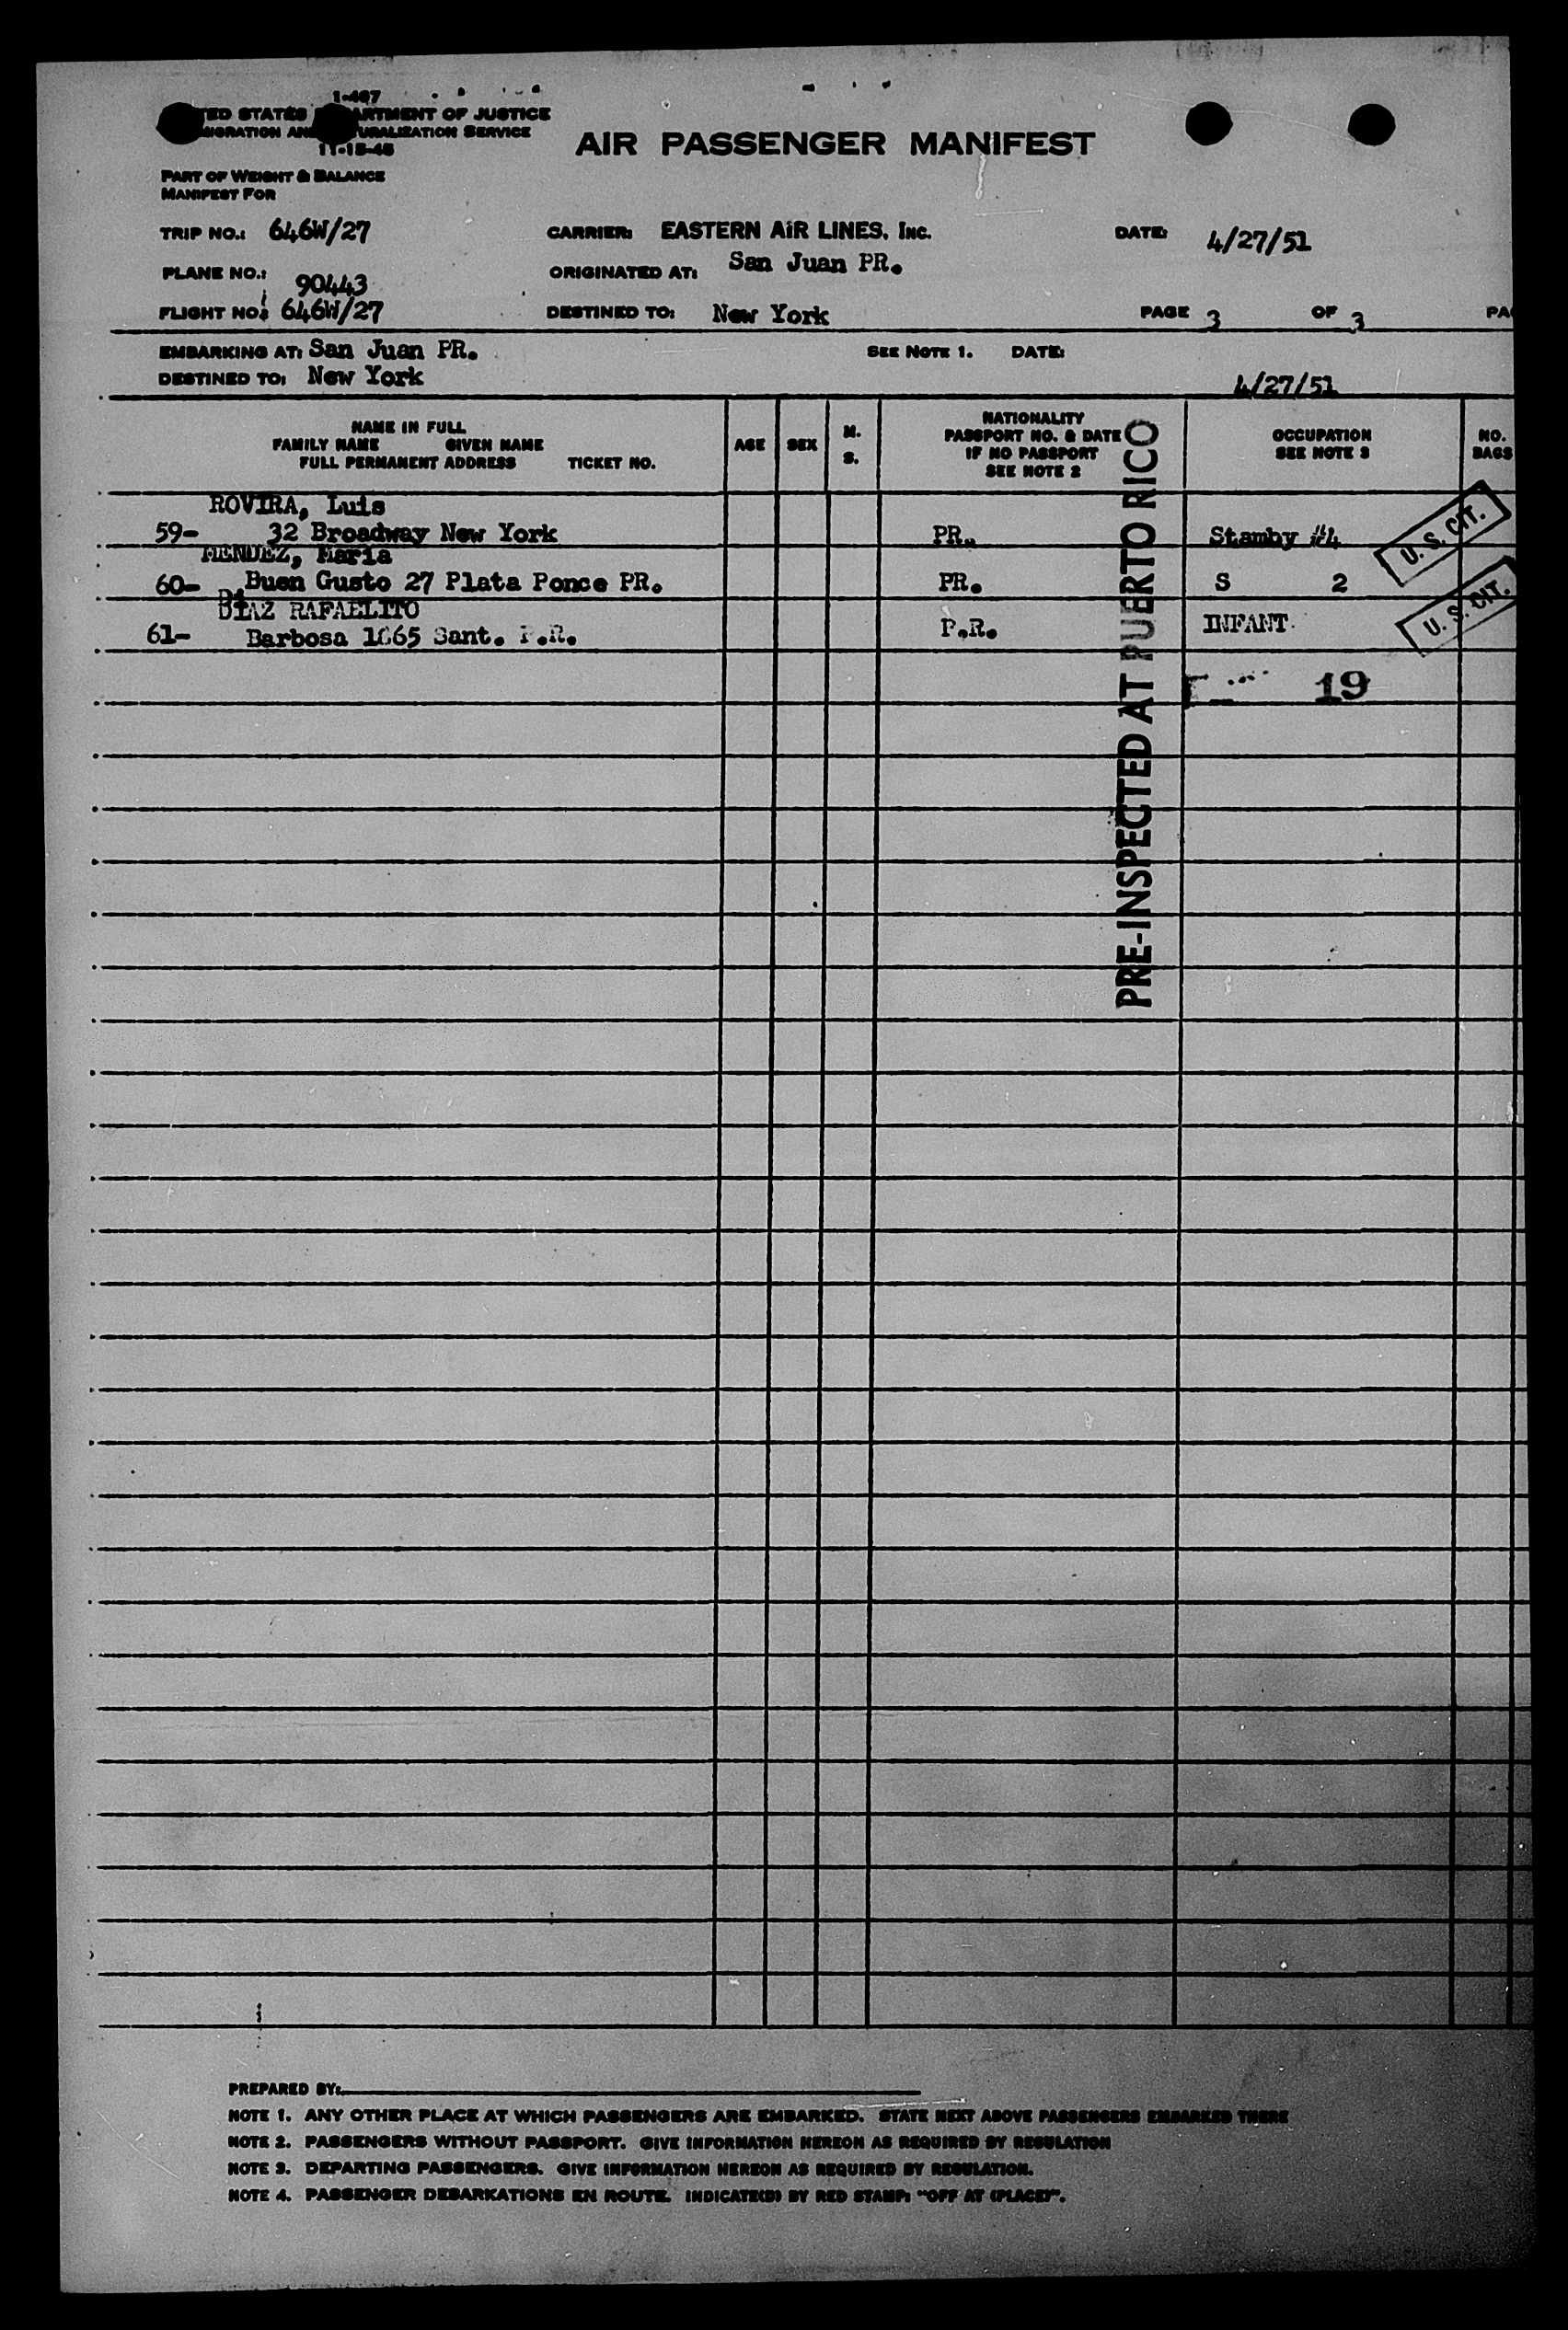 1-467
TED STATES ARTMENT OF JUSTICE
AND SERVICE
11-15-45
AIR PASSENGER MANIFEST
PART OF WEIGHT & BALANCE
MANIFEST FOR
TRIP NO.: 646W/27 CARRIER: EASTERN AIR LINES, INC. DATE: 4/27/51
PLANE NO.: 90443 ORIGINATED AT: San Juan PR.
FLIGHT NO: 646W/27 DESTINED TO: New York PAGE 3 OF 3 PA
EMBARKING AT: San Juan PR. SEE NOTE 1. DATE:
DESTINED TO: New York 4/27/51
NAME IN FULL
FAMILY NAME GIVEN NAME
FULL PERMANENT ADDRESS TICKET NO.
AGE
SEX
M.
S.
NATIONALITY
PASSPORT NO. & DATE
IF NO PASSPORT
SEE NOTE 2
OCCUPATION
SEE NOTE 3
NO.
BAGS
ROVIRA, Luis
59- 32 Broadway New York PR. Stamby #4
U. S. CIT.
MENDEZ, Maria
60- Buen Gusto 27 Plata Ponce PR. PR. S 2
U. S. CIT.
DIAZ RAFAELITO
61- Barbosa 1865 Sant. P.R. P.R. INFANT
19
PRE-INSPECTED AT PUERTO RICO
PREPARED BY:
NOTE 1. ANY OTHER PLACE AT WHICH PASSENGERS ARE EMBARKED. STATE NEXT ABOVE PASSENGERS EMBARKED THERE
NOTE 2. PASSENGERS WITHOUT PASSPORT. GIVE INFORMATION HEREON AS REQUIRED BY REGULATION
NOTE 3. DEPARTING PASSENGERS. GIVE INFORMATION HEREON AS REQUIRED BY REGULATION.
NOTE 4. PASSENGER DEBARKATIONS EN ROUTE. INDICATE(D) BY RED STAMP: "OFF AT (PLACE)".